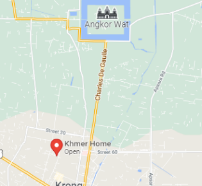 Angkor Wat
Charles De Gaulle
Street 60
Khmer Home
Open
Street 60
Krong